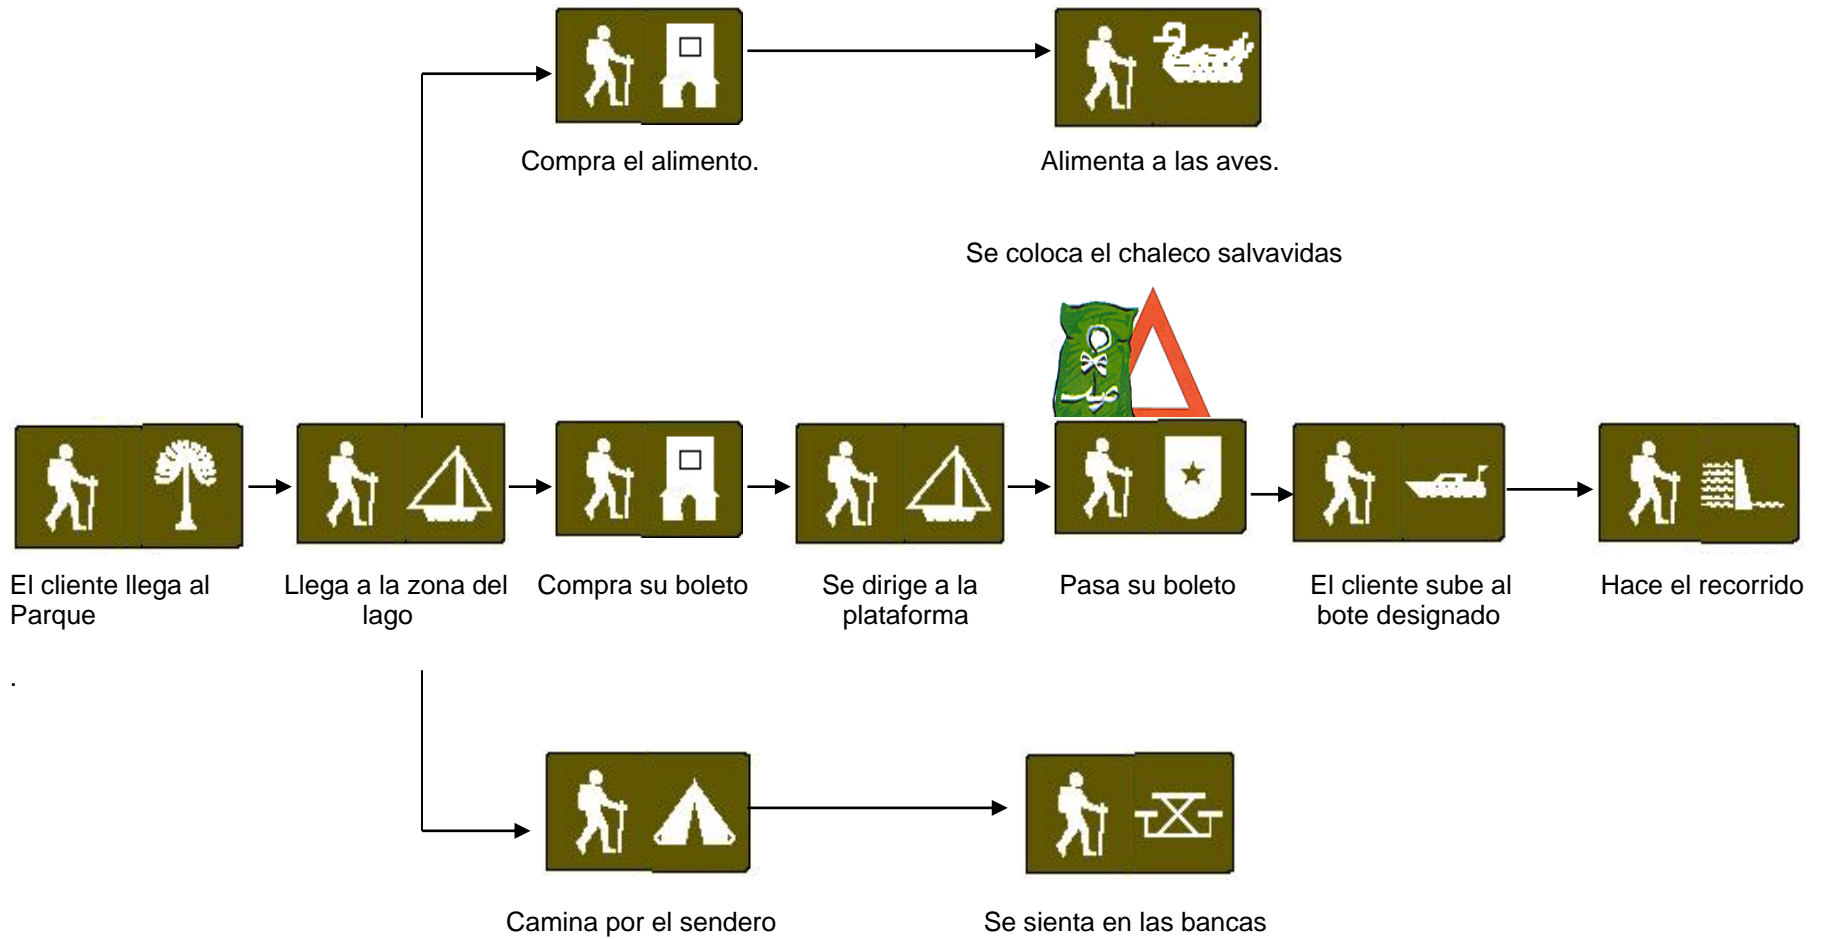 Compra el alimento.
Alimenta a las aves.
Se coloca el chaleco salvavidas
El cliente llega al
Parque
Llega a la zona del
lago
Compra su boleto
Se dirige a la
plataforma
Pasa su boleto
El cliente sube al
bote designado
Hace el recorrido
.
Camina por el sendero
Se sienta en las bancas